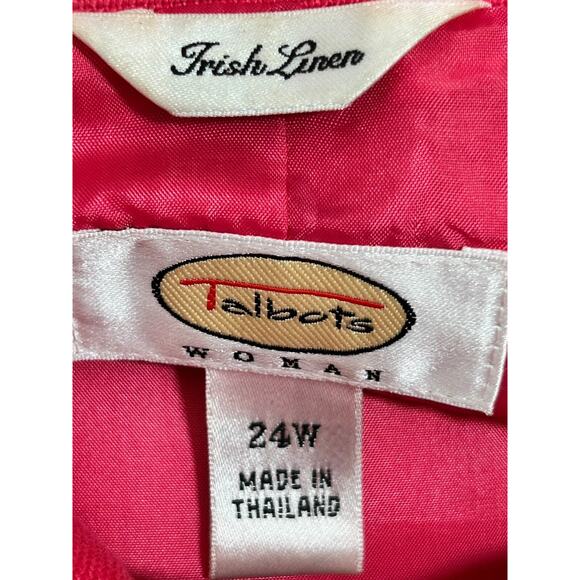 Irish Linen
Talbots
WOMAN
24W
MADE IN
THAILAND